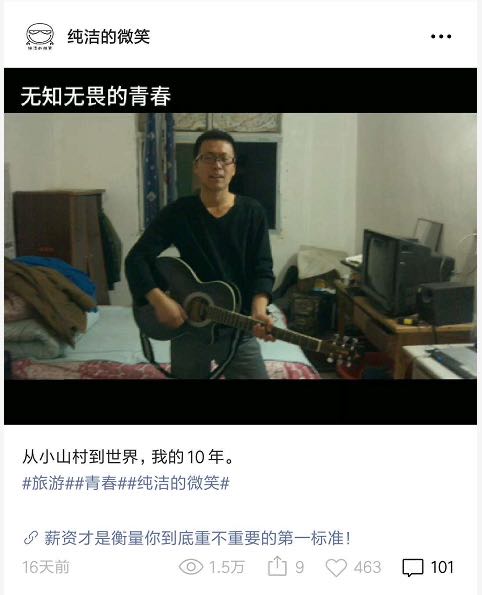 纯洁的微笑
无知无畏的青春
从小山村到世界，我的10年。
#旅游##青春##纯洁的微笑#
薪资才是衡量你到底重不重要的第一标准！
16天前 1.5万 9 463 101